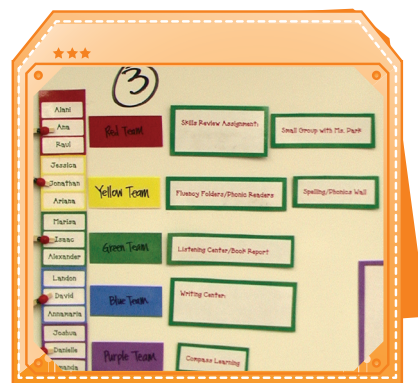 3
Alani
Ana
Raul
Red Team
Skills Review Assignment:
Small Group with Ms. Park
Jessica
Jonathan
Ariana
Yellow Team
Fluency Folders/Phonic Readers
Spelling/Phonics Wall
Marisa
Isaac
Alexander
Green Team
Listening Center/Book Report
Landon
David
Annamaria
Blue Team
Writing Center:
Joshua
Danielle
Purple Team
Compass Learning